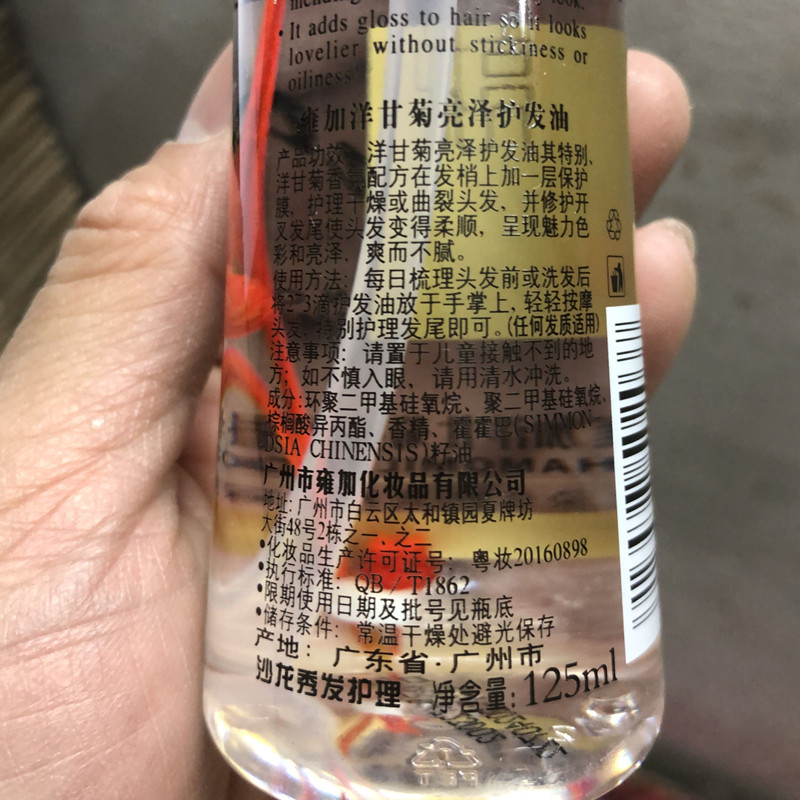 mending
look.
• It adds gloss to hair so it looks
lovelier without stickiness or
oiliness
雍加洋甘菊亮泽护发油
产品功效：洋甘菊亮泽护发油其特别、
洋甘菊香氛配方在发梢上加一层保护
膜，护理干燥或曲裂头发，并修护开
叉发尾使头发变得柔顺，呈现魅力色
彩和亮泽，爽而不腻。
使用方法：每日梳理头发前或洗发后
将2-3滴护发油放于手掌上，轻轻按摩
头发，特别护理发尾即可。(任何发质适用)
注意事项：请置于儿童接触不到的地
方；如不慎入眼，请用清水冲洗。
成分:环聚二甲基硅氧烷、聚二甲基硅氧烷、
棕榈酸异丙酯、香精、霍霍巴(SIMMON-
DSIA CHINENSIS)籽油
广州市雍加化妆品有限公司
地址:广州市白云区太和镇园夏牌坊
大街48号2栋之一、之二
•化妆品生产许可证号：粤妆20160898
•执行标准：QB/T1862
•限期使用日期及批号见瓶底
•储存条件：常温干燥处避光保存
产地：广东省·广州市
沙龙秀发护理 净含量:125ml